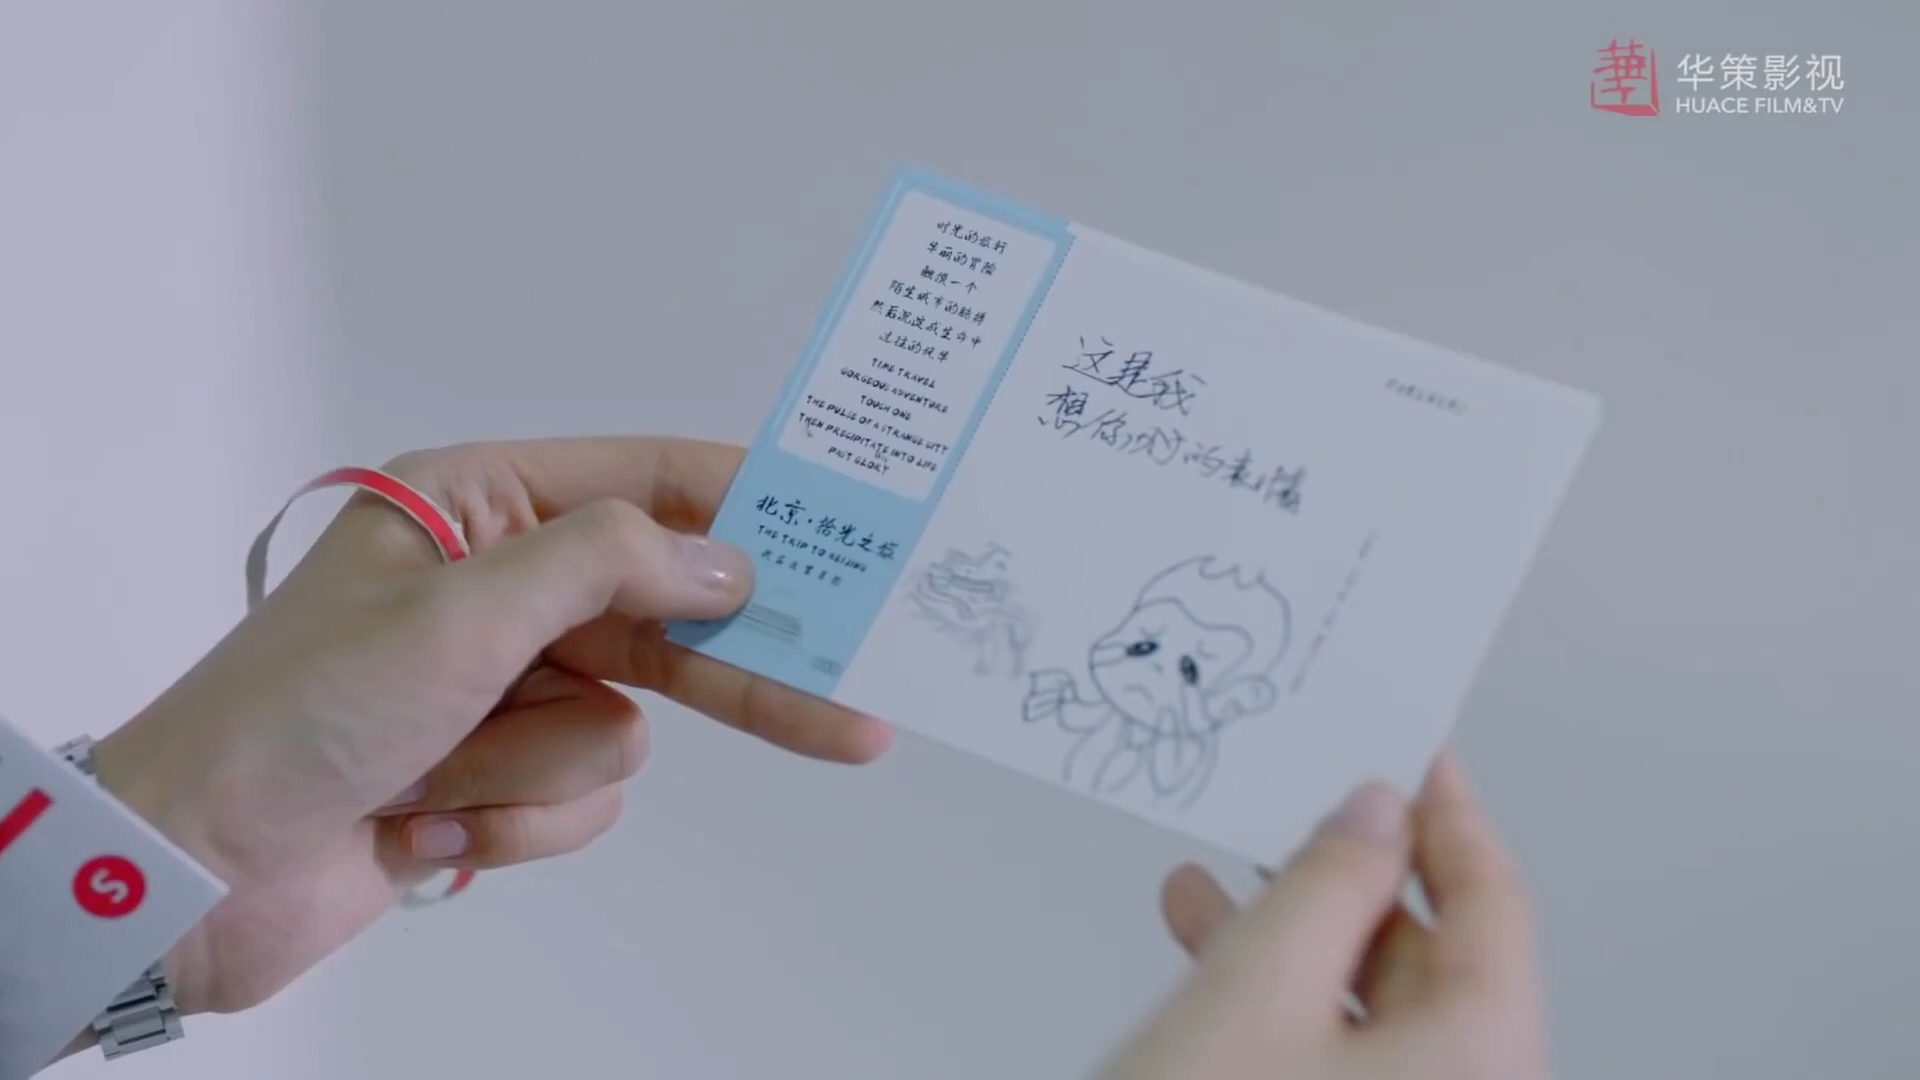 华策影视
HUACE FILM&TV
时光的旅行
华丽的冒险
触摸一个
陌生城市的脉搏
然后沉淀成生命中
过往的优华
TIME TRAVEL
GORGEOUS ADVENTURE
TOUCH ONE
THE PULSE OF A STRANGE CITY
THEN PRECIPITATE INTO LIFE
PAST GLORY
北京·拾光之旅
THE TRIP TO BEIJING
这是我
想你时的表情
S